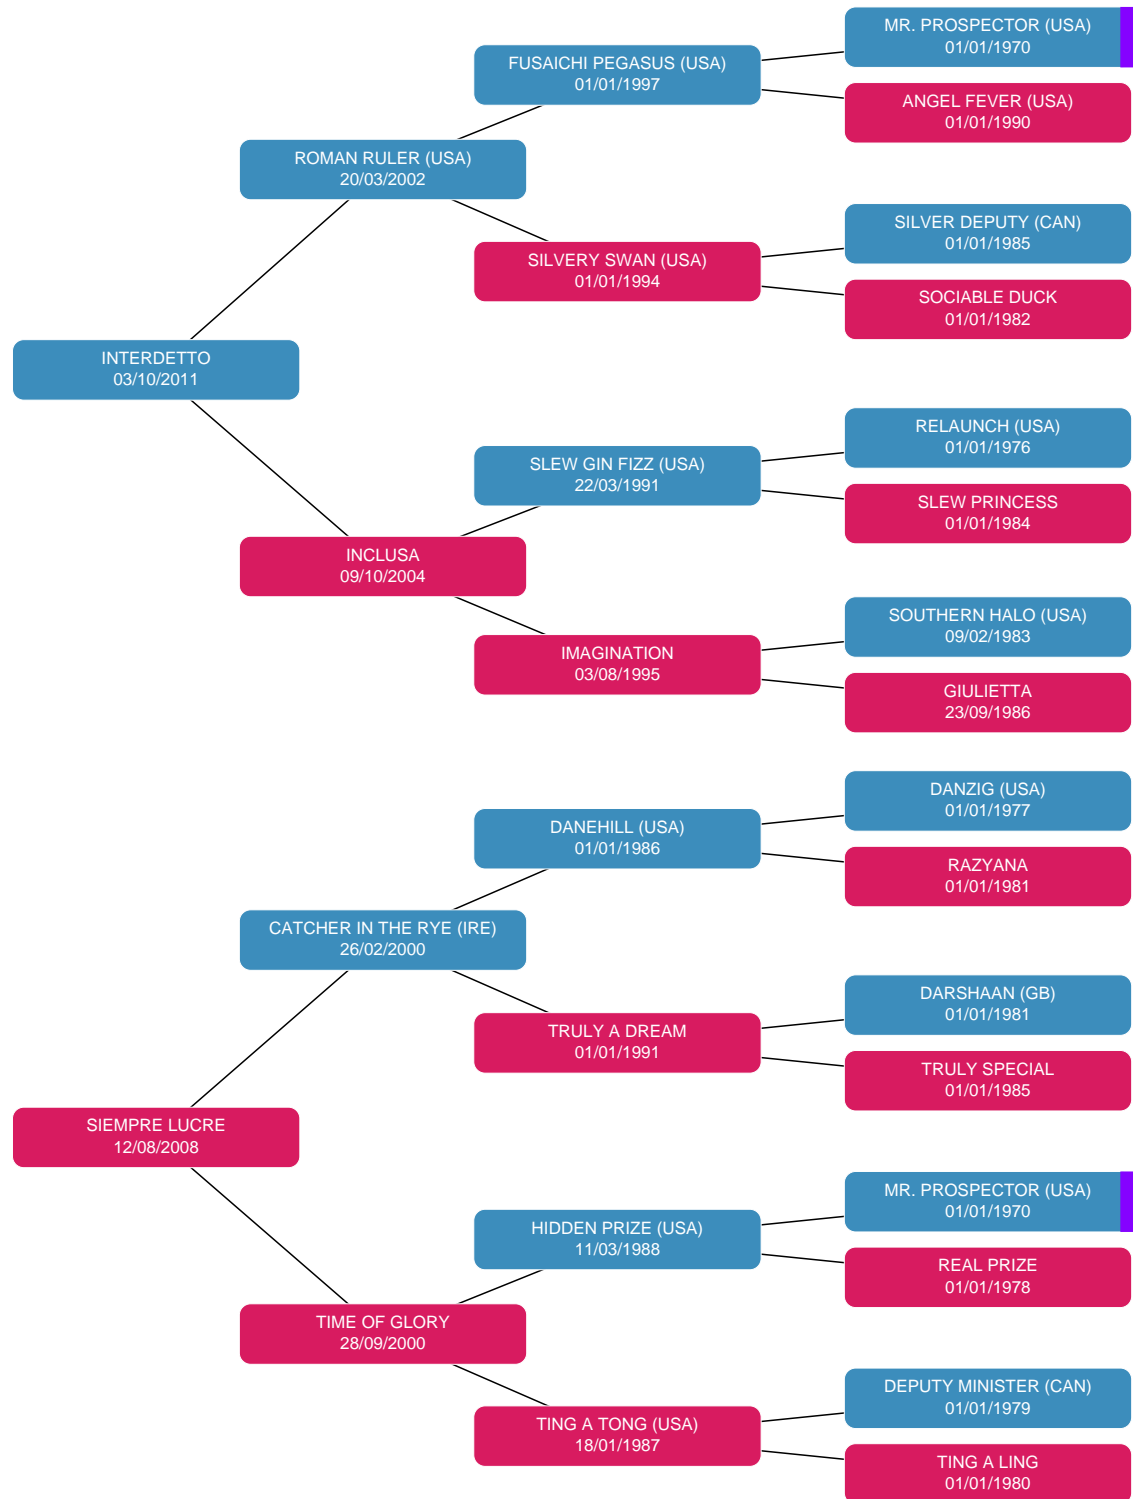 MR. PROSPECTOR (USA)
01/01/1970
FUSAICHI PEGASUS (USA)
01/01/1997
ANGEL FEVER (USA)
01/01/1990
ROMAN RULER (USA)
20/03/2002
SILVER DEPUTY (CAN)
01/01/1985
SILVERY SWAN (USA)
01/01/1994
SOCIABLE DUCK
01/01/1982
INTERDETTO
03/10/2011
RELAUNCH (USA)
01/01/1976
SLEW GIN FIZZ (USA)
22/03/1991
SLEW PRINCESS
01/01/1984
INCLUSA
09/10/2004
SOUTHERN HALO (USA)
09/02/1983
IMAGINATION
03/08/1995
GIULIETTA
23/09/1986
DANZIG (USA)
01/01/1977
DANEHILL (USA)
01/01/1986
RAZYANA
01/01/1981
CATCHER IN THE RYE (IRE)
26/02/2000
DARSHAAN (GB)
01/01/1981
TRULY A DREAM
01/01/1991
TRULY SPECIAL
01/01/1985
SIEMPRE LUCRE
12/08/2008
MR. PROSPECTOR (USA)
01/01/1970
HIDDEN PRIZE (USA)
11/03/1988
REAL PRIZE
01/01/1978
TIME OF GLORY
28/09/2000
DEPUTY MINISTER (CAN)
01/01/1979
TING A TONG (USA)
18/01/1987
TING A LING
01/01/1980